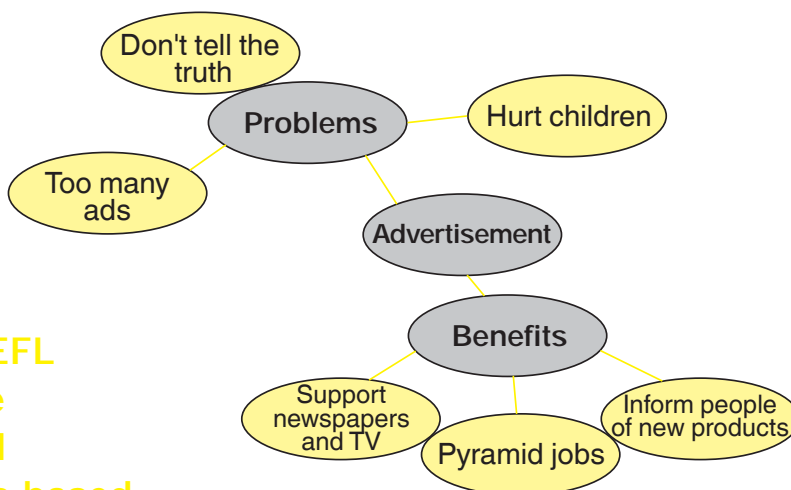 Don't tell the
truth
Problems
Hurt children
Too many
ads
Advertisement
Benefits
Support
newspapers
and TV
Pyramid jobs
Inform people
of new products
EFL
based